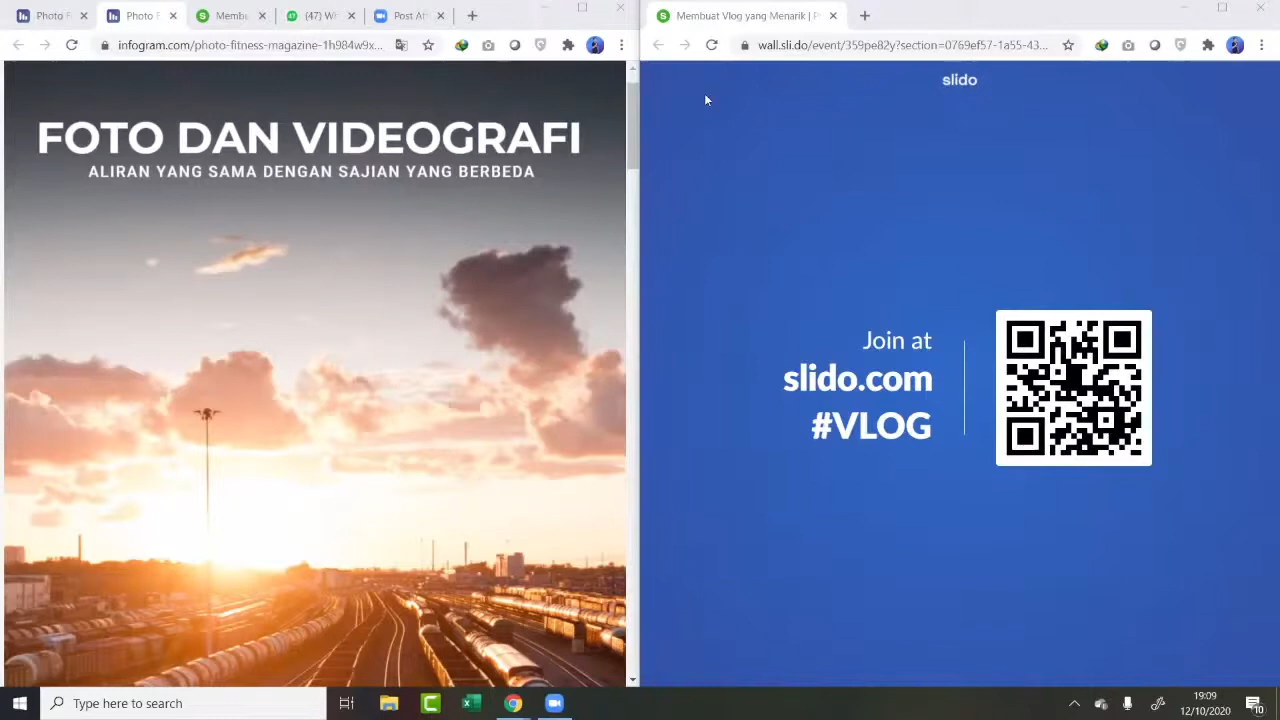 Photo
Photo F
Membu
(47) W
Post Aft
infogram.com/photo-fitness-magazine-1h984w9x...
FOTO DAN VIDEOGRAFI
ALIRAN YANG SAMA DENGAN SAJIAN YANG BERBEDA
Membuat Vlog yang Menarik |
wall.sli.do/event/359pe82y?section=0769ef57-1a55-43...
slido
Join at
slido.com
#VLOG
Type here to search
19:09
12/10/2020
10